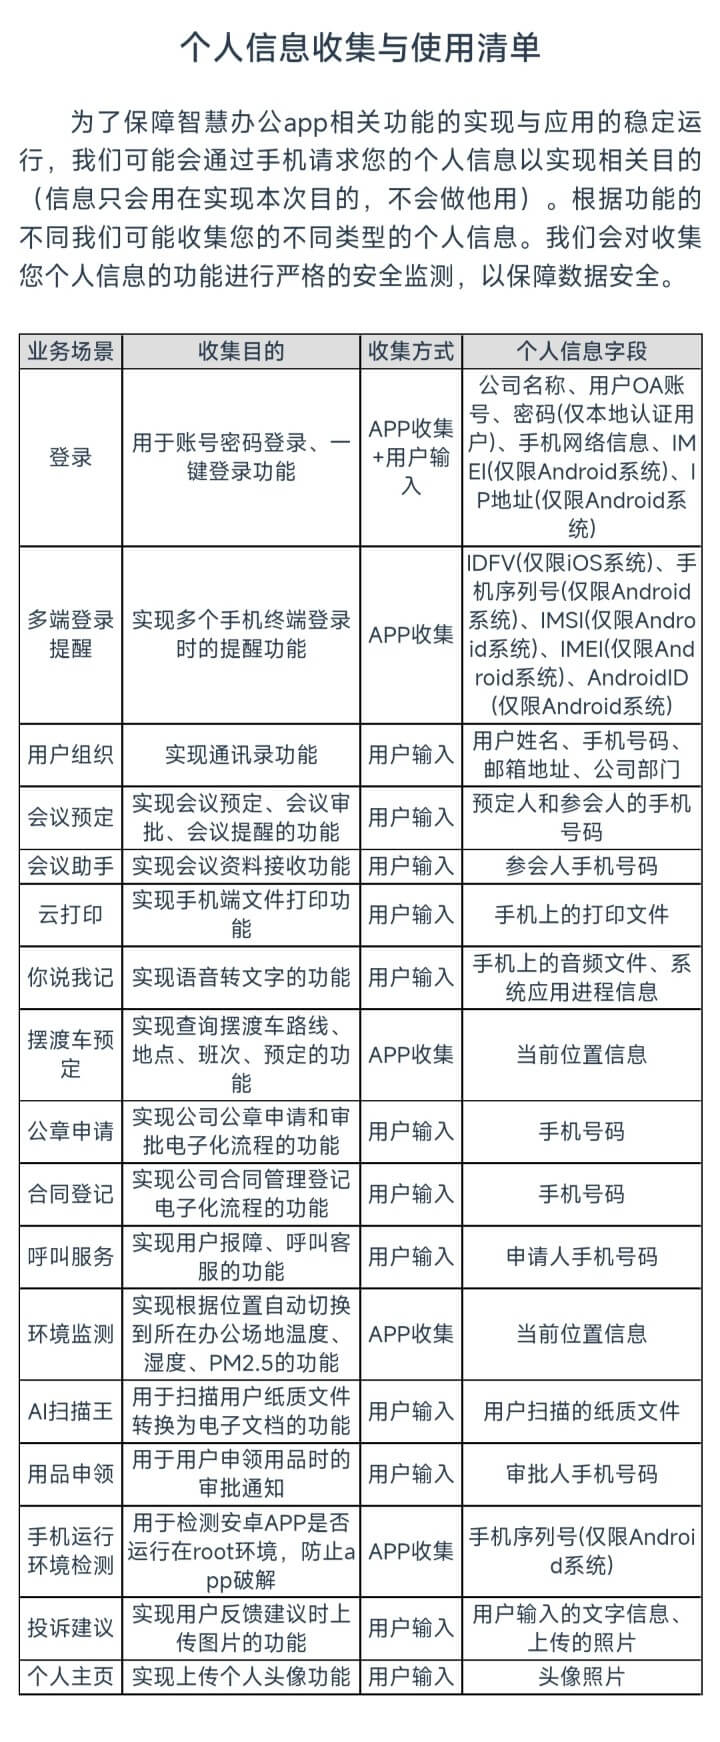 个人信息收集与使用清单
为了保障智慧办公app相关功能的实现与应用的稳定运
行，我们可能会通过手机请求您的个人信息以实现相关目的
（信息只会用在实现本次目的，不会做他用）。根据功能的
不同我们可能收集您的不同类型的个人信息。我们会对收集
您个人信息的功能进行严格的安全监测，以保障数据安全。
业务场景 收集目的 收集方式 个人信息字段
登录
用于账号密码登录、一
键登录功能
APP收集
+用户输
入
公司名称、用户OA账
号、密码(仅本地认证用
户)、手机网络信息、IM
EI(仅限Android系统)、I
P地址(仅限Android系
统)
多端登录
提醒
实现多个手机终端登录
时的提醒功能
APP收集
IDFV(仅限iOS系统)、手
机序列号(仅限Android
系统)、IMSI(仅限Andro
id系统)、IMEI(仅限And
roid系统)、AndroidID
(仅限Android系统)
用户组织
实现通讯录功能
用户输入
用户姓名、手机号码、
邮箱地址、公司部门
会议预定
实现会议预定、会议审
批、会议提醒的功能
用户输入
预定人和参会人的手机
号码
会议助手
实现会议资料接收功能
用户输入
参会人手机号码
云打印
实现手机端文件打印功
能
用户输入
手机上的打印文件
你说我记
实现语音转文字的功能
用户输入
手机上的音频文件、系
统应用进程信息
摆渡车预
定
实现查询摆渡车路线、
地点、班次、预定的功
能
APP收集
当前位置信息
公章申请
实现公司公章申请和审
批电子化流程的功能
用户输入
手机号码
合同登记
实现公司合同管理登记
电子化流程的功能
用户输入
手机号码
呼叫服务
实现用户报障、呼叫客
服的功能
用户输入
申请人手机号码
环境监测
实现根据位置自动切换
到所在办公场地温度、
湿度、PM2.5的功能
APP收集
当前位置信息
AI扫描王
用于扫描用户纸质文件
转换为电子文档的功能
用户输入
用户扫描的纸质文件
用品申领
用于用户申领用品时的
审批通知
用户输入
审批人手机号码
手机运行
环境检测
用于检测安卓APP是否
运行在root环境，防止a
pp破解
APP收集
手机序列号(仅限Androi
d系统)
投诉建议
实现用户反馈建议时上
传图片的功能
用户输入
用户输入的文字信息、
上传的照片
个人主页
实现上传个人头像功能
用户输入
头像照片